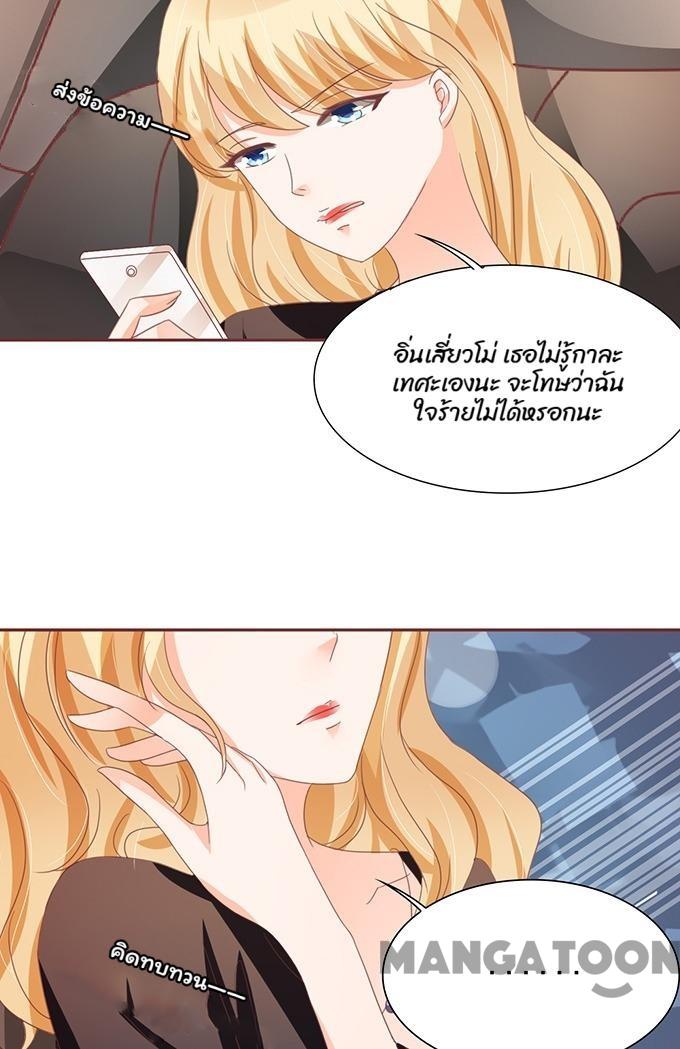 ส่งข้อความ——
อิ่นเสี่ยวโม่ เธอไม่รู้กาละ
เทศะเองนะ จะโทษว่าฉัน
ใจร้ายไม่ได้หรอกนะ
......
MANGATOON
คิดทบทวน——